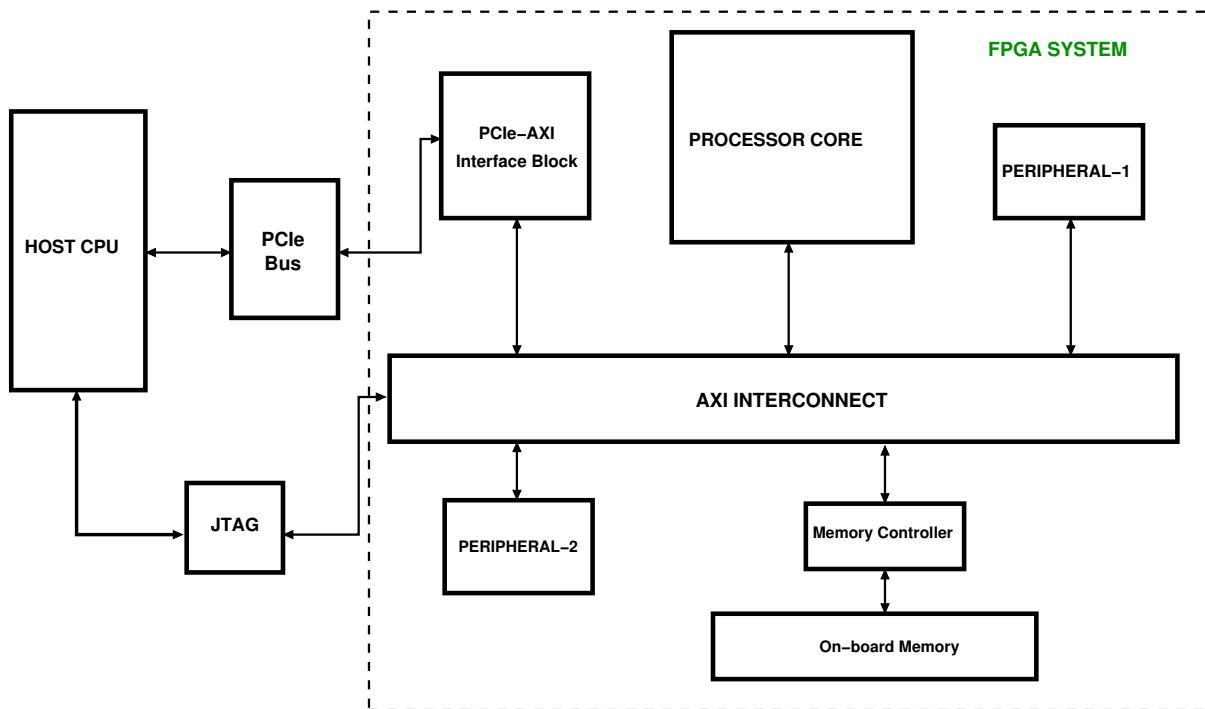 FPGA SYSTEM
PCIe−AXI
Interface Block
PROCESSOR CORE
PERIPHERAL−1
HOST CPU
PCIe
Bus
AXI INTERCONNECT
JTAG
PERIPHERAL−2
Memory Controller
On−board Memory